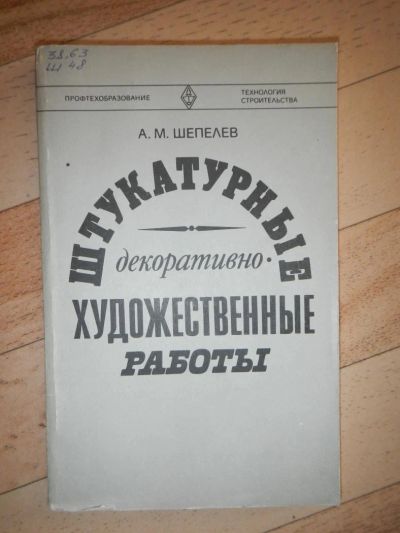 38.63
Ш 48
ПРОФТЕХОБРАЗОВАНИЕ
ТЕХНОЛОГИЯ
СТРОИТЕЛЬСТВА
А. М. ШЕПЕЛЕВ
ШТУКАТУРНЫЕ
декоративно-
ХУДОЖЕСТВЕННЫЕ
РАБОТЫ